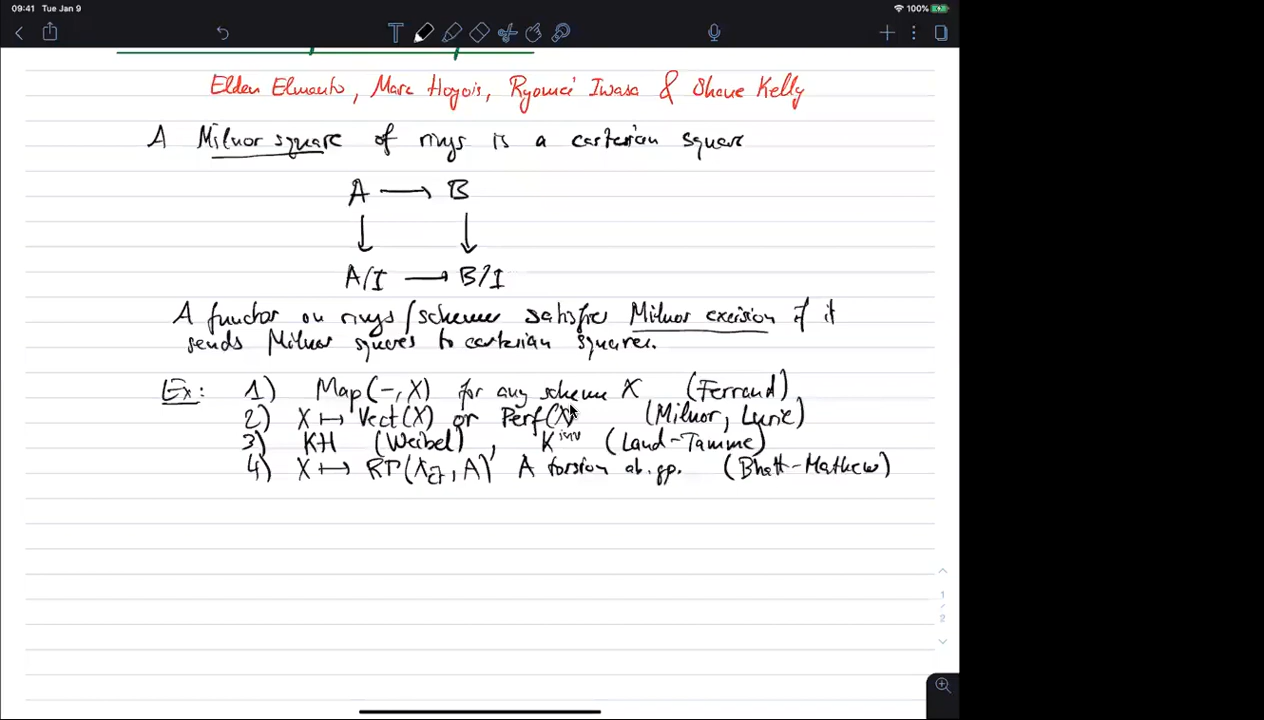 09:41 Tue Jan 9
100%
Elden Elmanto, Marc Hoyois, Ryomei Iwasa & Shane Kelly
A Milnor square of rings is a cartesian square
A → B
↓ ↓
A/I → B/I
A functor on rings/schemes satisfies Milnor excision if it
sends Milnor squares to cartesian squares.
Ex: 1) Map(-, X) for any scheme X (Ferrand)
2) X ↦ Vect(X) or Perf(X) (Milnor, Lurie)
3) KH (Weibel), K^inv (Land-Tamme)
4) X ↦ RΓ(X_ét, A), A torsion ab. gp. (Bhatt-Mathew)
1
/
2